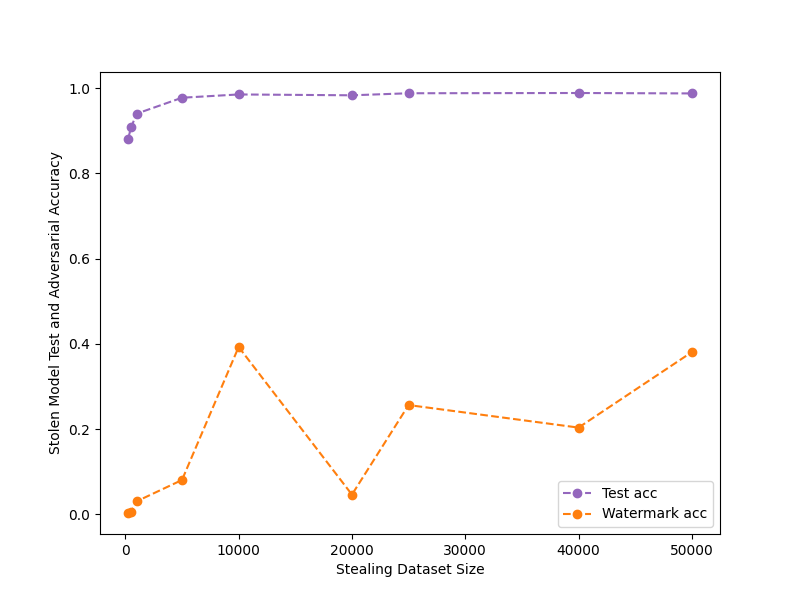 1.0
0.8
0.6
0.4
0.2
0.0
Stolen Model Test and Adversarial Accuracy
Test acc
Watermark acc
0 10000 20000 30000 40000 50000
Stealing Dataset Size